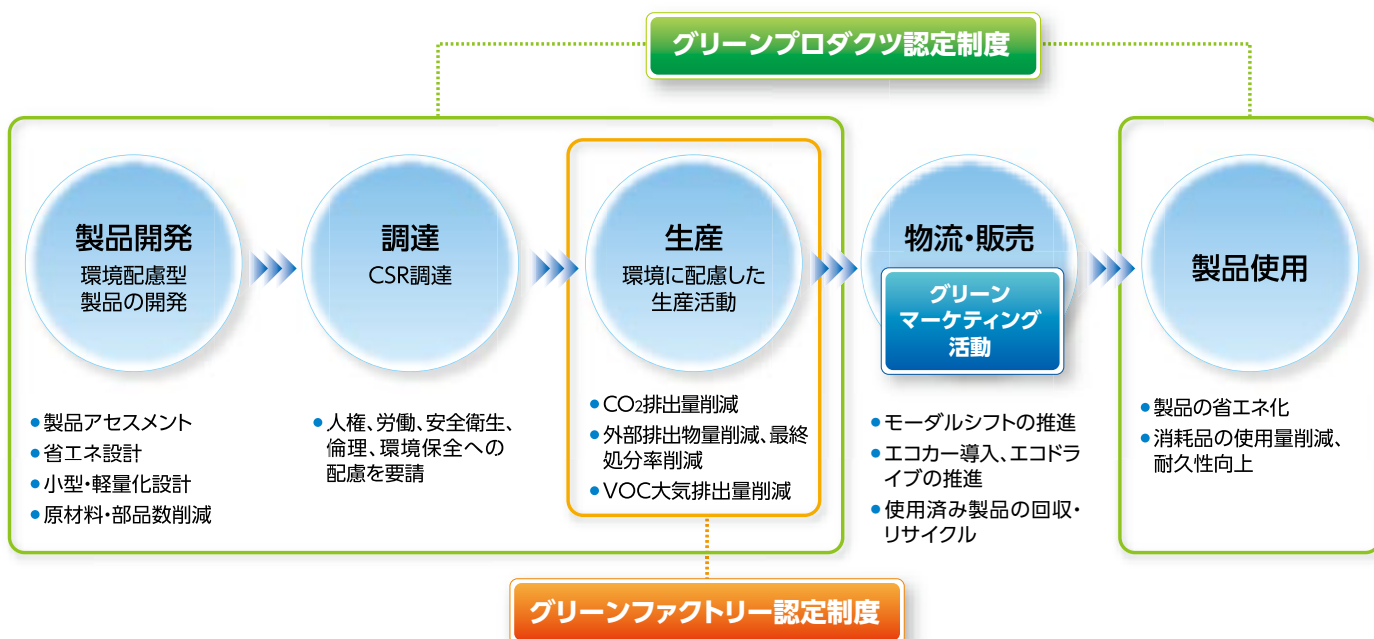 グリーンプロダクツ認定制度
製品開発
環境配慮型
製品の開発
• 製品アセスメント
• 省エネ設計
• 小型・軽量化設計
• 原材料・部品数削減
調達
CSR調達
• 人権、労働、安全衛生、
倫理、環境保全への
配慮を要請
生産
環境に配慮した
生産活動
• CO₂排出量削減
• 外部排出物量削減、最終
処分率削減
• VOC大気排出量削減
物流・販売
グリーン
マーケティング
活動
• モーダルシフトの推進
• エコカー導入、エコドラ
イブの推進
• 使用済み製品の回収・
リサイクル
製品使用
• 製品の省エネ化
• 消耗品の使用量削減、
耐久性向上
グリーンファクトリー認定制度